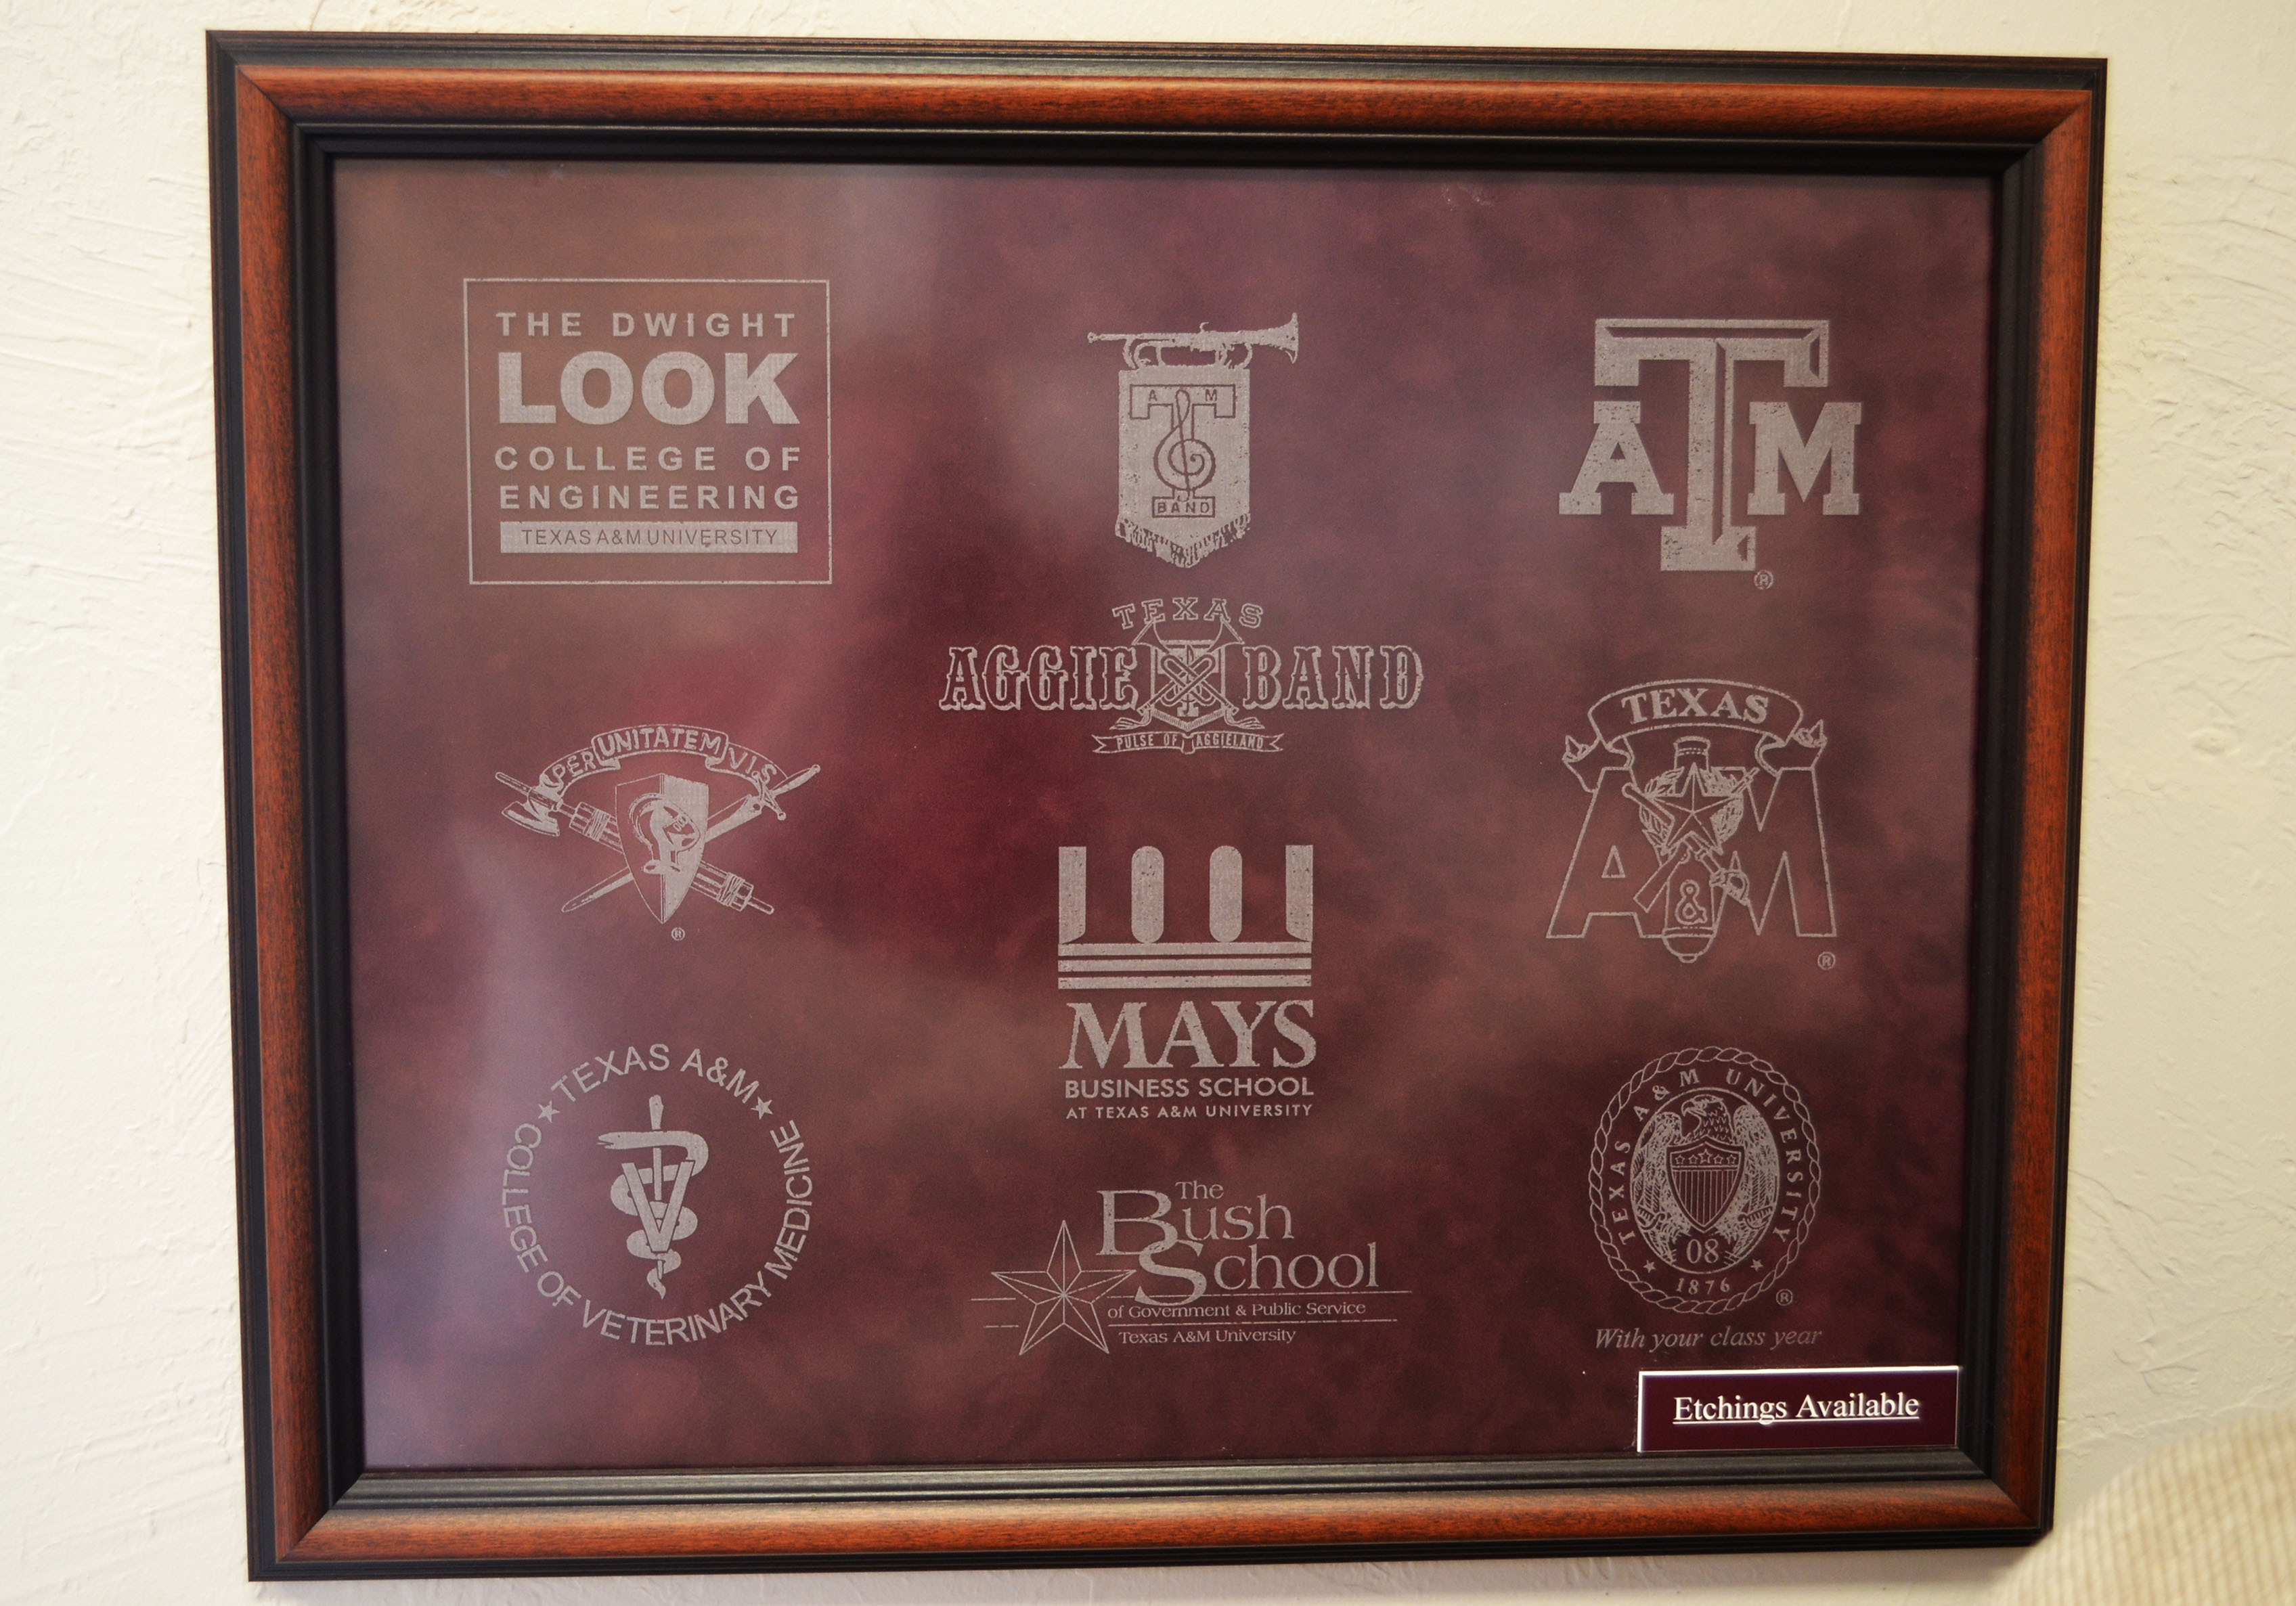 THE DWIGHT
LOOK
COLLEGE OF
ENGINEERING
TEXAS A&M UNIVERSITY
A M
BAND
A T M
®
TEXAS
AGGIE BAND
PULSE OF AGGIELAND
PER UNITATEM VIS
®
TEXAS
A & M
®
MAYS
BUSINESS SCHOOL
AT TEXAS A&M UNIVERSITY
TEXAS A&M
COLLEGE OF VETERINARY MEDICINE
V
The
Bush
School
of Government & Public Service
Texas A&M University
TEXAS A&M UNIVERSITY
08
1876
®
With your class year
Etchings Available